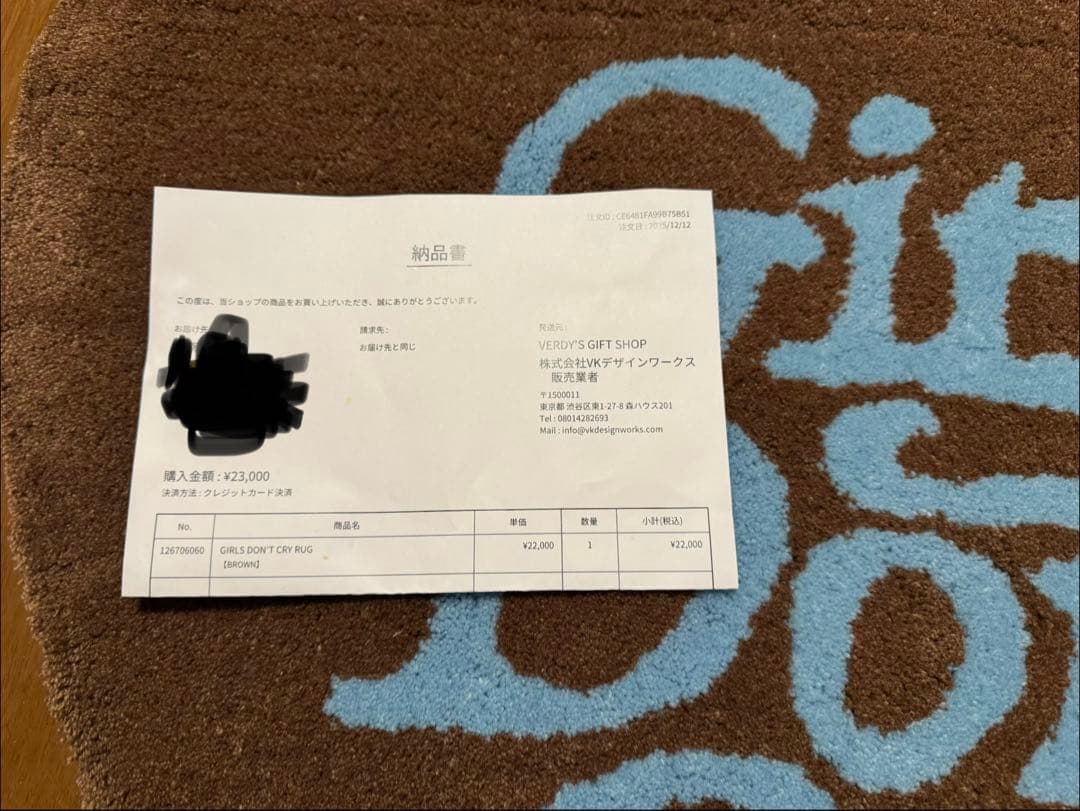 納品書
注文ID : CE6481FA99B75B51
注文日 : 2025/12/12
この度は、当ショップの商品をお買い上げいただき、誠にありがとうございます。
お届け先
請求先 :
お届け先と同じ
発送元 :
VERDY'S GIFT SHOP
株式会社VKデザインワークス
販売業者
〒1500011
東京都 渋谷区東1-27-8 森ハウス201
Tel : 08014282693
Mail : info@vkdesignworks.com
購入金額 : ¥23,000
決済方法 : クレジットカード決済
No. 商品名 単価 数量 小計(税込)
126706060 GIRLS DON'T CRY RUG ¥22,000 1 ¥22,000
【BROWN】